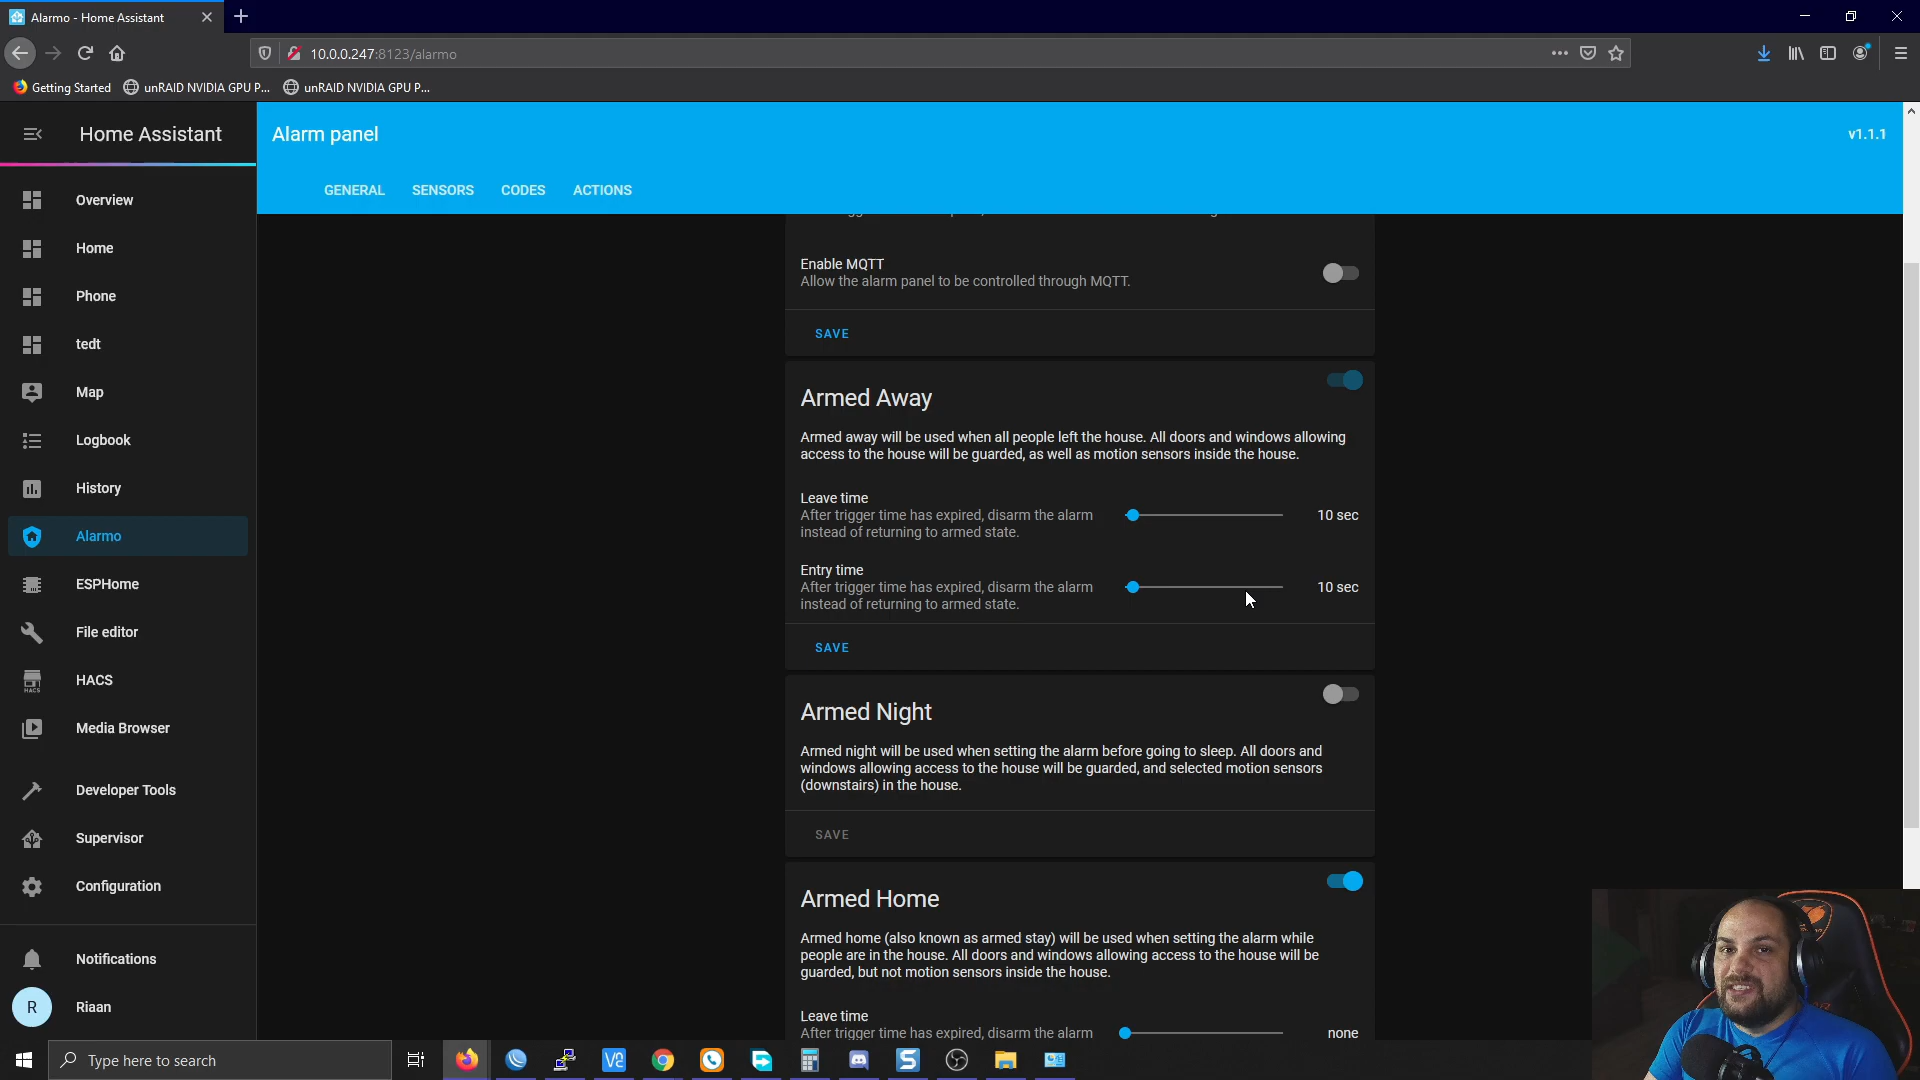 Alarmo - Home Assistant
10.0.0.247:8123/alarmo
Getting Started
unRAID NVIDIA GPU P...
unRAID NVIDIA GPU P...
Home Assistant
Alarm panel
v1.1.1
GENERAL
SENSORS
CODES
ACTIONS
Overview
Home
Phone
tedt
Map
Logbook
History
Alarmo
ESPHome
File editor
HACS
HACS
Media Browser
Developer Tools
Supervisor
Configuration
Notifications
R
Riaan
Enable MQTT
Allow the alarm panel to be controlled through MQTT.
SAVE
Armed Away
Armed away will be used when all people left the house. All doors and windows allowing
access to the house will be guarded, as well as motion sensors inside the house.
Leave time
After trigger time has expired, disarm the alarm
instead of returning to armed state.
10 sec
Entry time
After trigger time has expired, disarm the alarm
instead of returning to armed state.
10 sec
SAVE
Armed Night
Armed night will be used when setting the alarm before going to sleep. All doors and
windows allowing access to the house will be guarded, and selected motion sensors
(downstairs) in the house.
SAVE
Armed Home
Armed home (also known as armed stay) will be used when setting the alarm while
people are in the house. All doors and windows allowing access to the house will be
guarded, but not motion sensors inside the house.
Leave time
After trigger time has expired, disarm the alarm
none
Type here to search